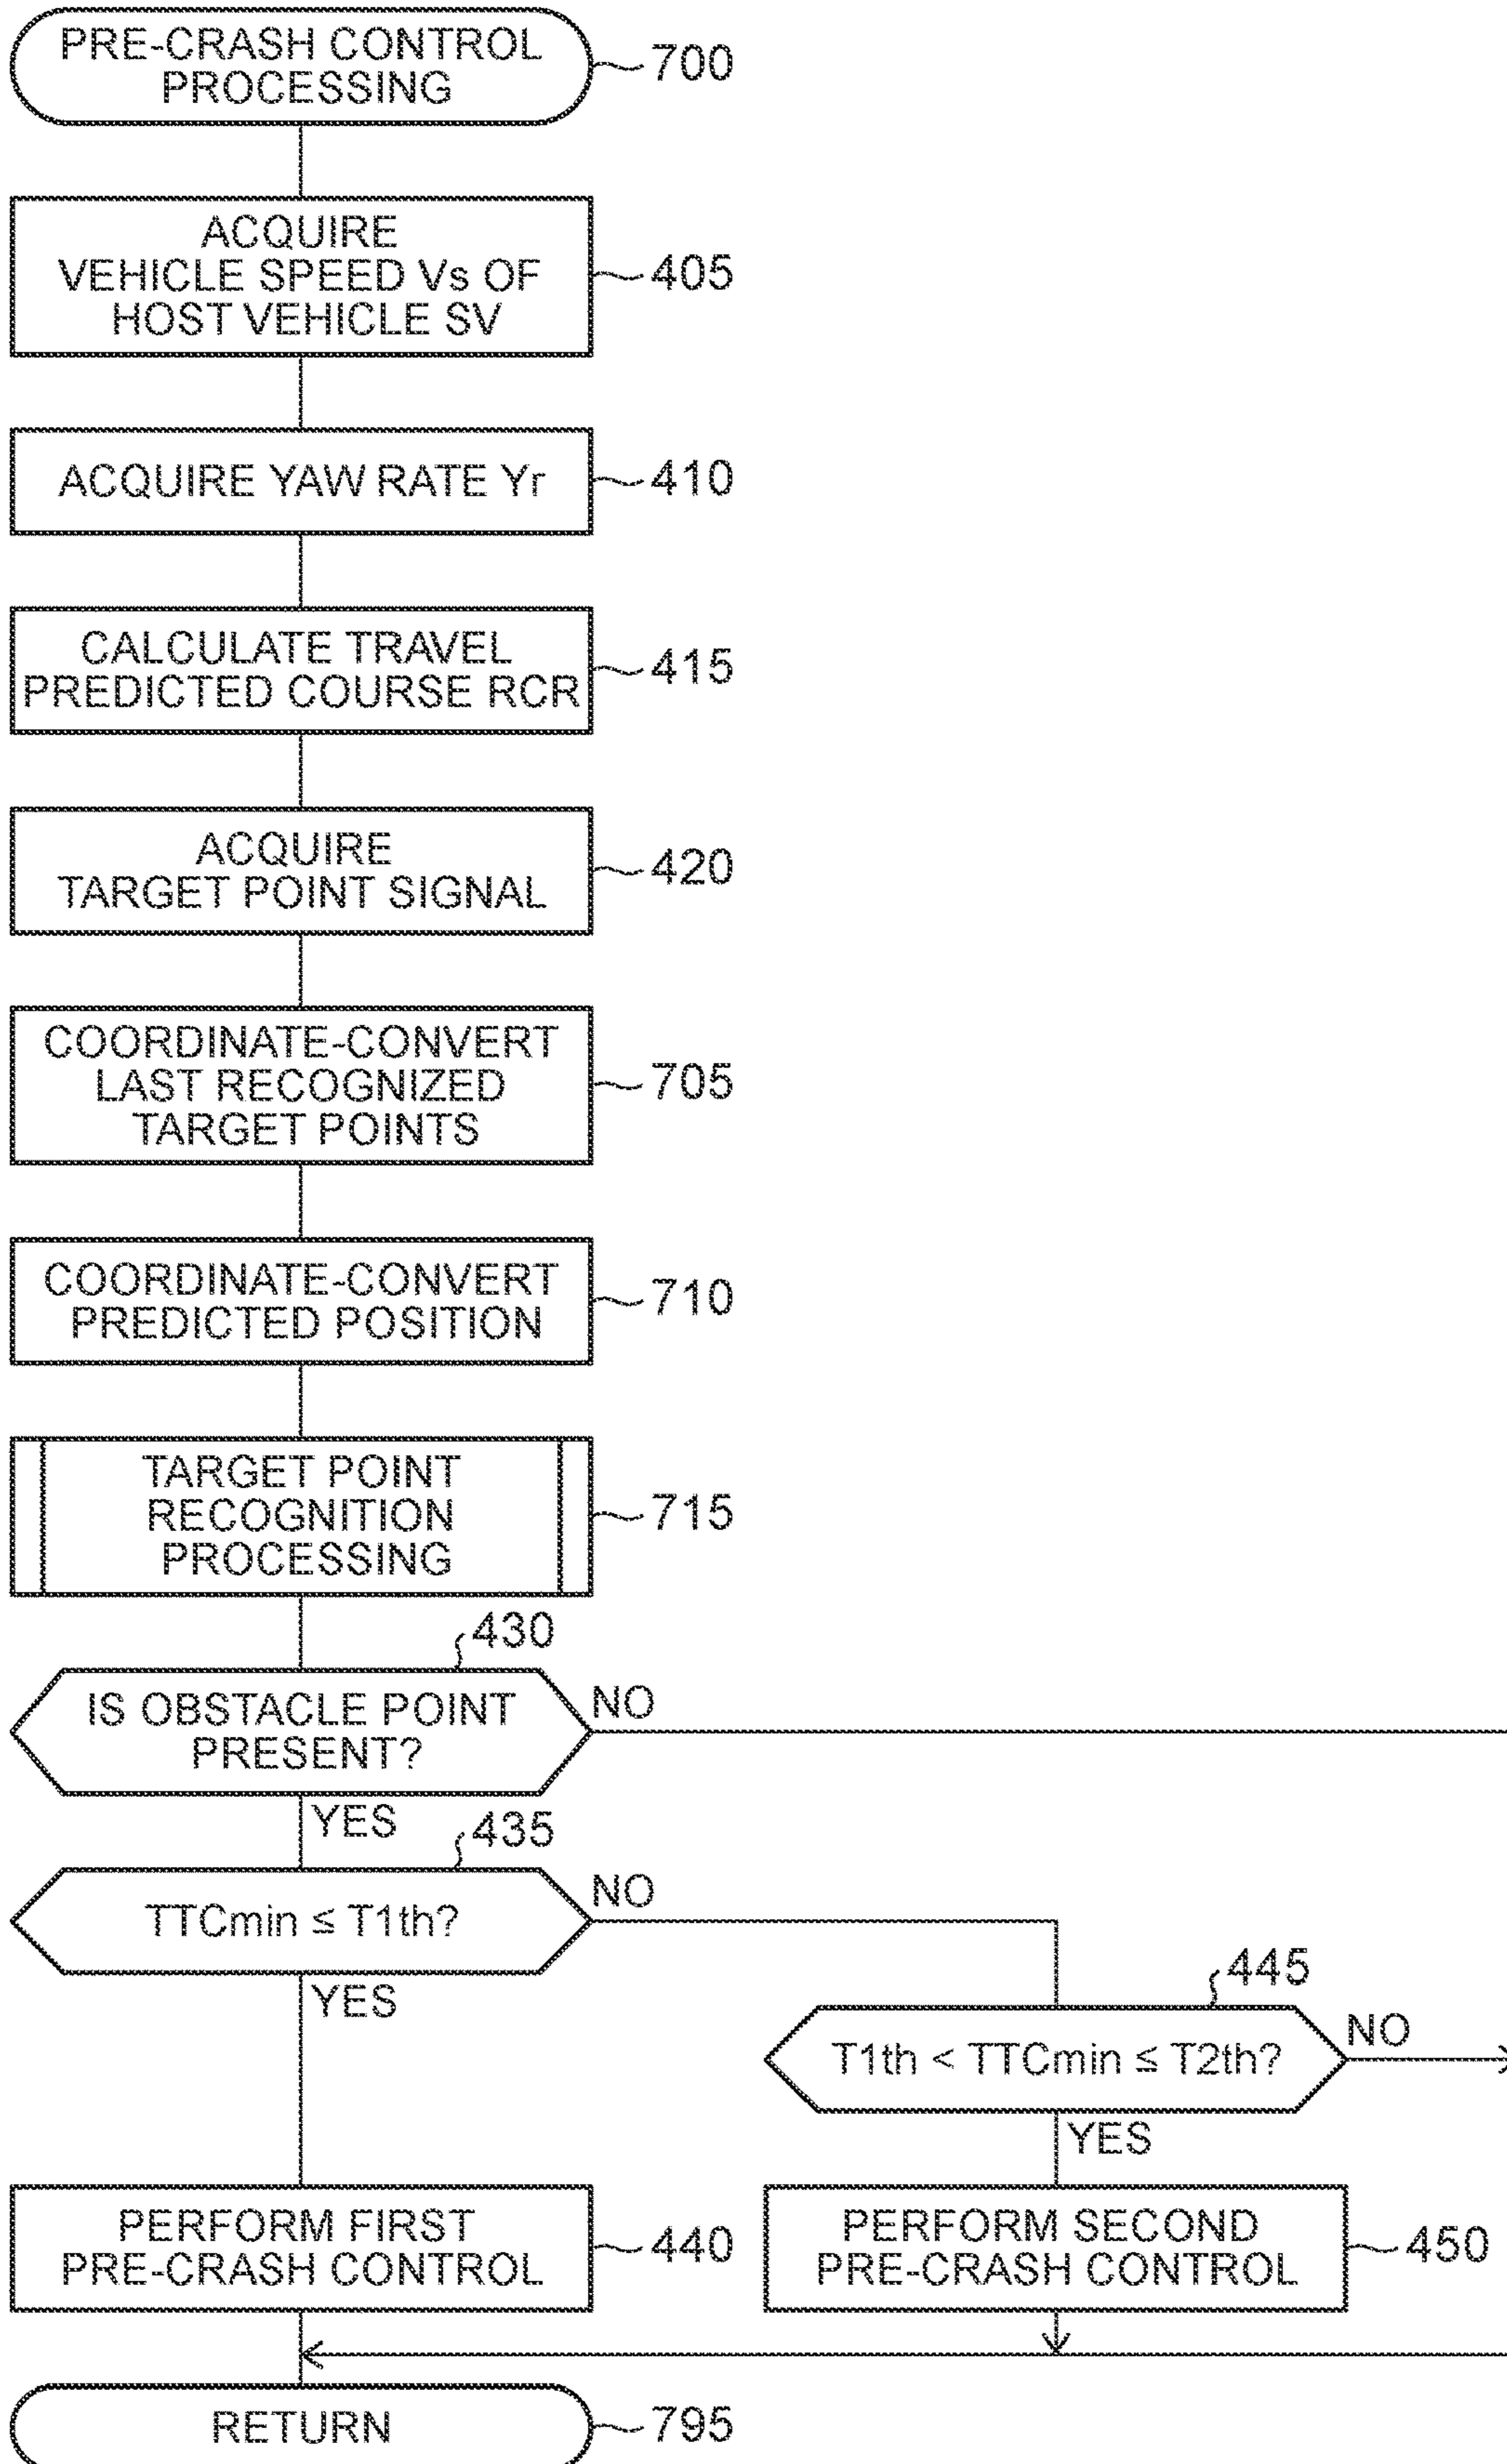 PRE-CRASH CONTROL
PROCESSING
700
ACQUIRE
VEHICLE SPEED Vs OF
HOST VEHICLE SV
405
ACQUIRE YAW RATE Yr
410
CALCULATE TRAVEL
PREDICTED COURSE RCR
415
ACQUIRE
TARGET POINT SIGNAL
420
COORDINATE-CONVERT
LAST RECOGNIZED
TARGET POINTS
705
COORDINATE-CONVERT
PREDICTED POSITION
710
TARGET POINT
RECOGNITION
PROCESSING
715
430
IS OBSTACLE POINT
PRESENT?
NO
YES
435
TTCmin ≤ T1th?
NO
YES
445
T1th < TTCmin ≤ T2th?
NO
YES
PERFORM FIRST
PRE-CRASH CONTROL
440
PERFORM SECOND
PRE-CRASH CONTROL
450
RETURN
795